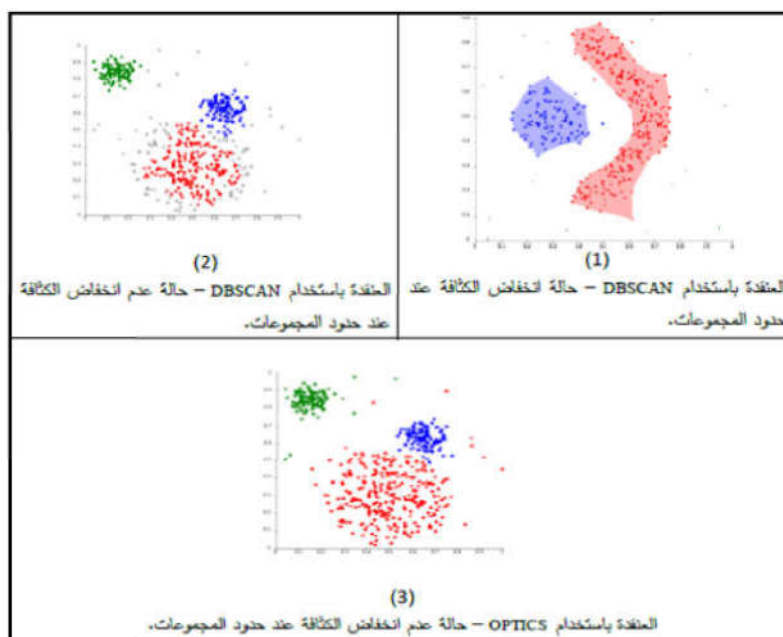 (1)
العنقدة باستخدام DBSCAN – حالة انخفاض الكثافة عند
حدود المجموعات.
(2)
العنقدة باستخدام DBSCAN – حالة عدم انخفاض الكثافة
عند حدود المجموعات.
(3)
العنقدة باستخدام OPTICS – حالة عدم انخفاض الكثافة عند حدود المجموعات.